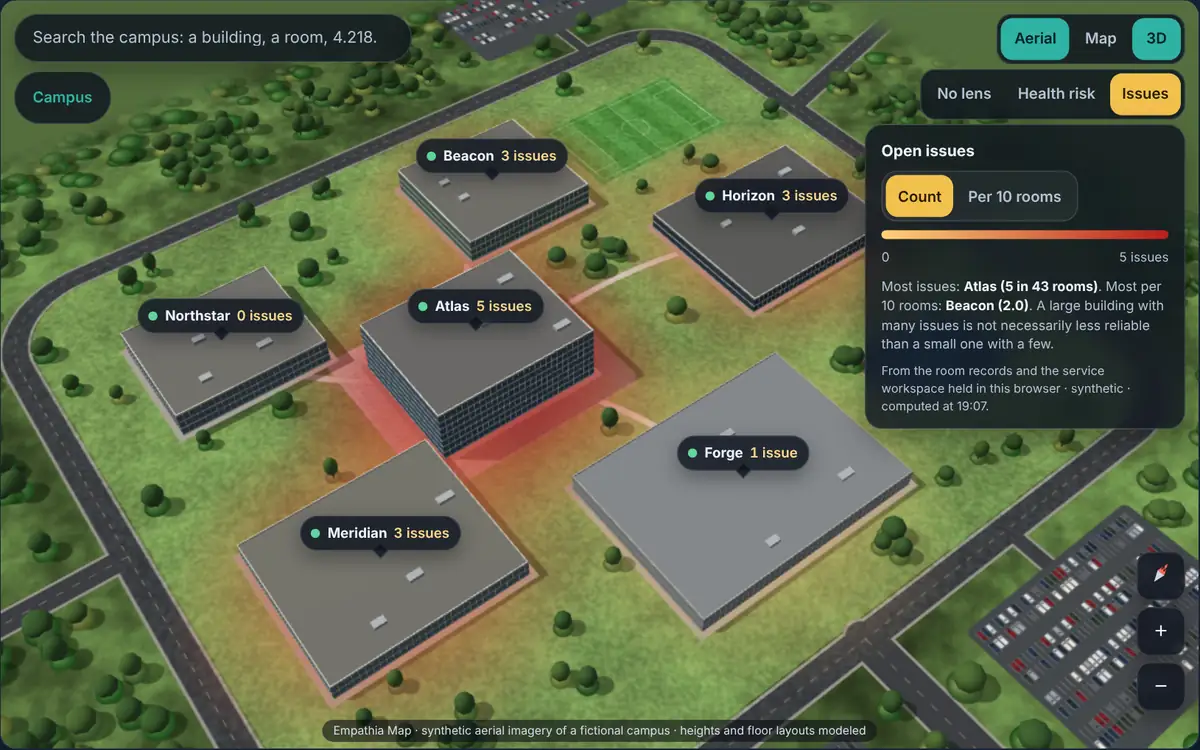 Search the campus: a building, a room, 4.218.
Aerial Map 3D
Campus
No lens Health risk Issues
Open issues
Count Per 10 rooms
0 5 issues
Most issues: Atlas (5 in 43 rooms). Most per
10 rooms: Beacon (2.0). A large building with
many issues is not necessarily less reliable
than a small one with a few.
From the room records and the service
workspace held in this browser · synthetic ·
computed at 19:07.
Beacon 3 issues
Horizon 3 issues
Atlas 5 issues
Northstar 0 issues
Forge 1 issue
Meridian 3 issues
+
−
Empathia Map · synthetic aerial imagery of a fictional campus · heights and floor layouts modeled